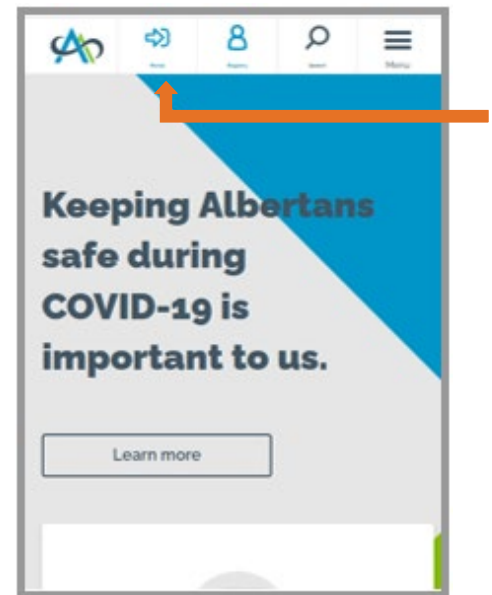 Menu
Keeping Albertans
safe during
COVID-19 is
important to us.
Learn more